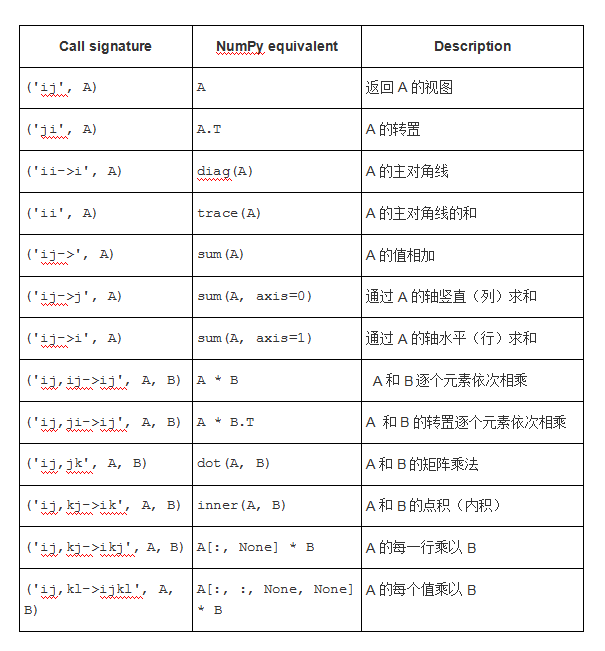 Call signature NumPy equivalent Description
('ij', A) A 返回 A 的视图
('ji', A) A.T A 的转置
('ii->i', A) diag(A) A 的主对角线
('ii', A) trace(A) A 的主对角线的和
('ij->', A) sum(A) A 的值相加
('ij->j', A) sum(A, axis=0) 通过 A 的轴竖直（列）求和
('ij->i', A) sum(A, axis=1) 通过 A 的轴水平（行）求和
('ij,ij->ij', A, B) A * B A 和 B 逐个元素依次相乘
('ij,ji->ij', A, B) A * B.T A 和 B 的转置逐个元素依次相乘
('ij,jk', A, B) dot(A, B) A 和 B 的矩阵乘法
('ij,kj->ik', A, B) inner(A, B) A 和 B 的点积（内积）
('ij,kj->ikj', A, B) A[:, None] * B A 的每一行乘以 B
('ij,kl->ijkl', A, A[:, :, None, None] A 的每个值乘以 B
B) * B